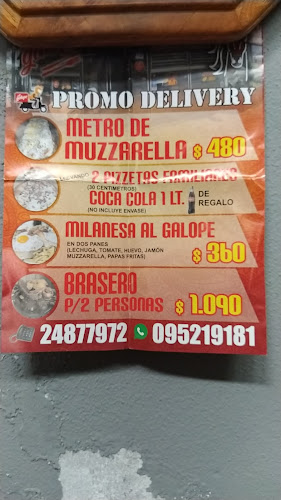 PROMO DELIVERY
METRO DE
MUZZARELLA $ 480
2 PIZZETAS FAMILIARES
(30 CENTIMETROS)
COCA COLA 1 LT. DE
(NO INCLUYE ENVASE) REGALO
MILANESA AL GALOPE
EN DOS PANES
(LECHUGA, TOMATE, HUEVO, JAMÓN
MUZZARELLA, PAPAS FRITAS) $ 360
BRASERO
P/2 PERSONAS $ 1.090
24877972 095219181